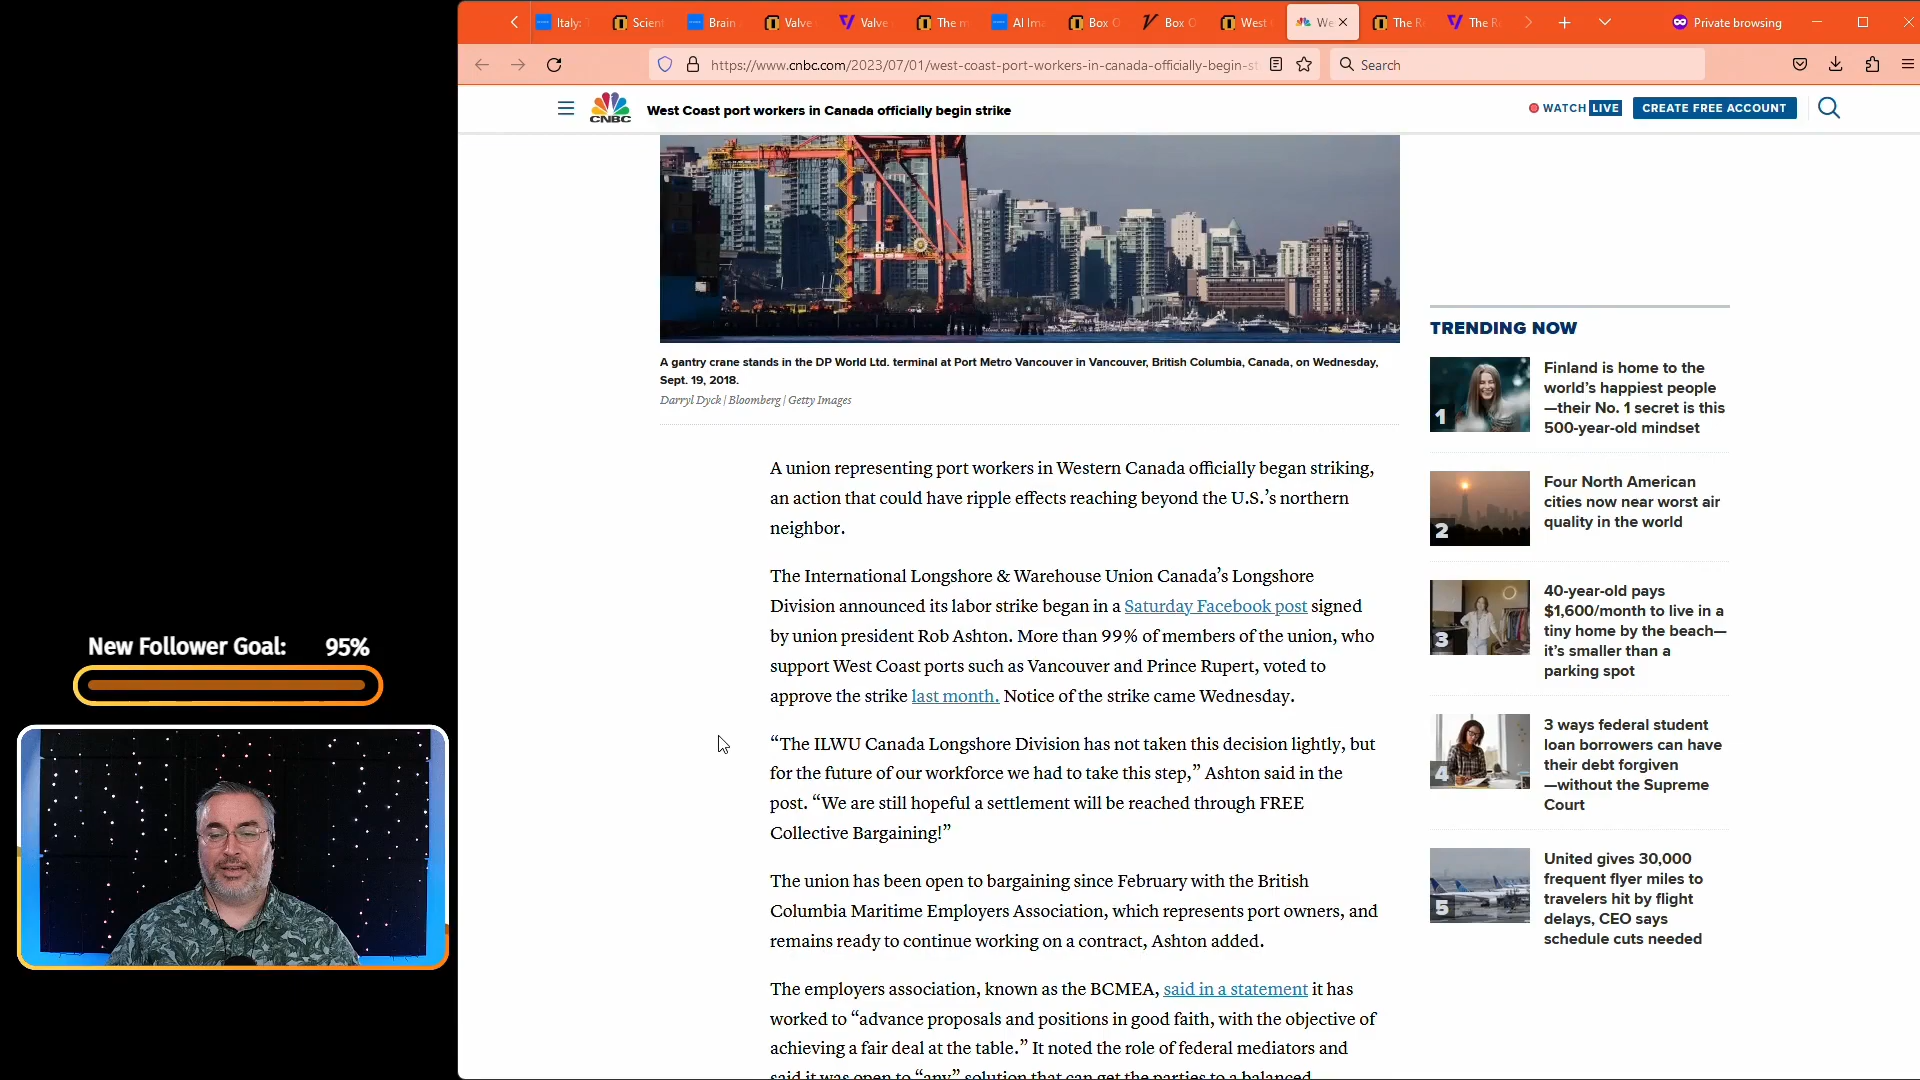 Italy:
Scient
Brain
Valve
Valve
The m
AI Ima
Box O
Box O
West
We
The R
The R
Private browsing
https://www.cnbc.com/2023/07/01/west-coast-port-workers-in-canada-officially-begin-st
Search
CNBC
West Coast port workers in Canada officially begin strike
WATCH LIVE
CREATE FREE ACCOUNT
A gantry crane stands in the DP World Ltd. terminal at Port Metro Vancouver in Vancouver, British Columbia, Canada, on Wednesday,
Sept. 19, 2018.
Darryl Dyck | Bloomberg | Getty Images
A union representing port workers in Western Canada officially began striking,
an action that could have ripple effects reaching beyond the U.S.’s northern
neighbor.
The International Longshore & Warehouse Union Canada’s Longshore
Division announced its labor strike began in a Saturday Facebook post signed
by union president Rob Ashton. More than 99% of members of the union, who
support West Coast ports such as Vancouver and Prince Rupert, voted to
approve the strike last month. Notice of the strike came Wednesday.
“The ILWU Canada Longshore Division has not taken this decision lightly, but
for the future of our workforce we had to take this step,” Ashton said in the
post. “We are still hopeful a settlement will be reached through FREE
Collective Bargaining!”
The union has been open to bargaining since February with the British
Columbia Maritime Employers Association, which represents port owners, and
remains ready to continue working on a contract, Ashton added.
The employers association, known as the BCMEA, said in a statement it has
worked to “advance proposals and positions in good faith, with the objective of
achieving a fair deal at the table.” It noted the role of federal mediators and
said it was open to “any” solution that can get the parties to a balanced
TRENDING NOW
1
Finland is home to the
world’s happiest people
—their No. 1 secret is this
500-year-old mindset
2
Four North American
cities now near worst air
quality in the world
3
40-year-old pays
$1,600/month to live in a
tiny home by the beach—
it’s smaller than a
parking spot
4
3 ways federal student
loan borrowers can have
their debt forgiven
—without the Supreme
Court
5
United gives 30,000
frequent flyer miles to
travelers hit by flight
delays, CEO says
schedule cuts needed
New Follower Goal: 95%